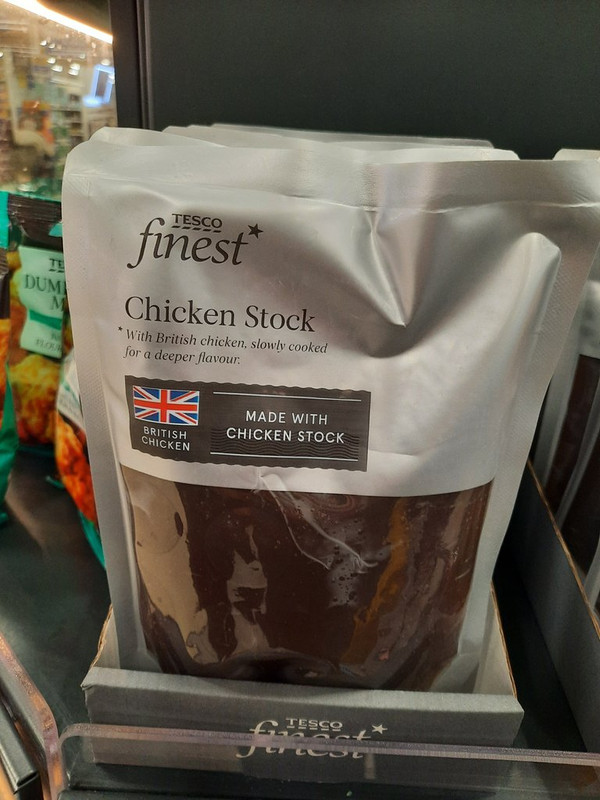 TESCO
finest*
Chicken Stock
*With British chicken, slowly cooked
for a deeper flavour.
BRITISH
CHICKEN
MADE WITH
CHICKEN STOCK
TESCO
finest*